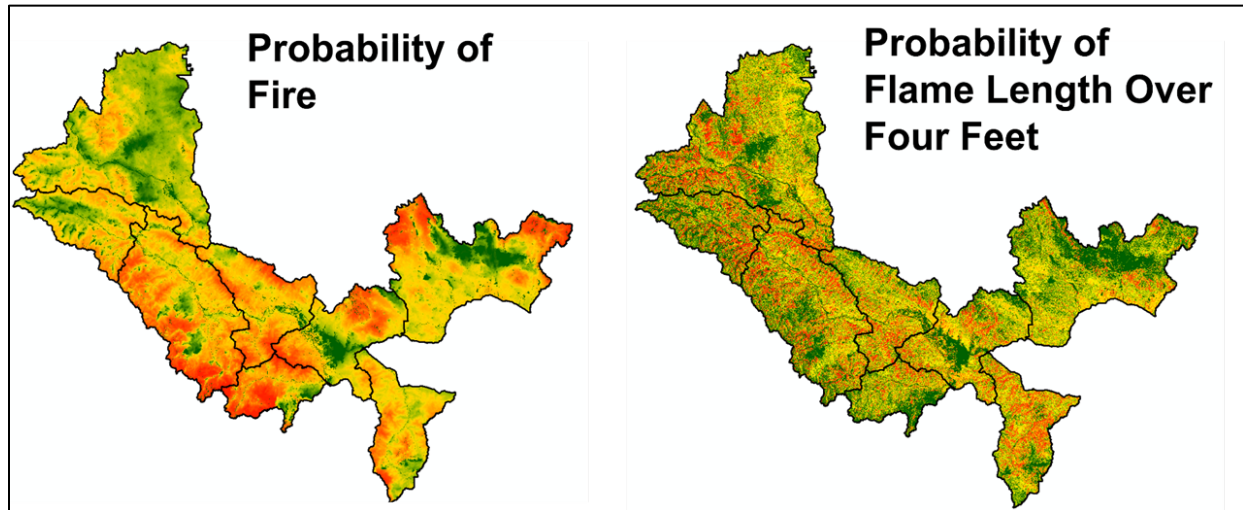 Probability of
Fire
Probability of
Flame Length Over
Four Feet